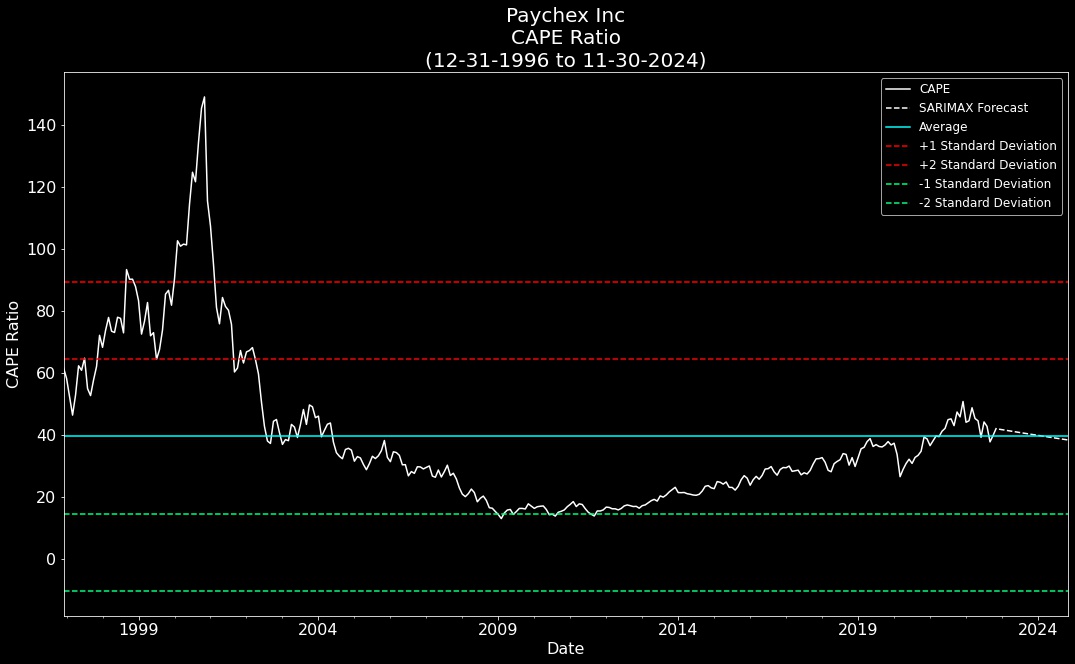 Paychex Inc
CAPE Ratio
(12-31-1996 to 11-30-2024)
CAPE
SARIMAX Forecast
Average
+1 Standard Deviation
+2 Standard Deviation
-1 Standard Deviation
-2 Standard Deviation
CAPE Ratio
140
120
100
80
60
40
20
0
1999 2004 2009 2014 2019 2024
Date